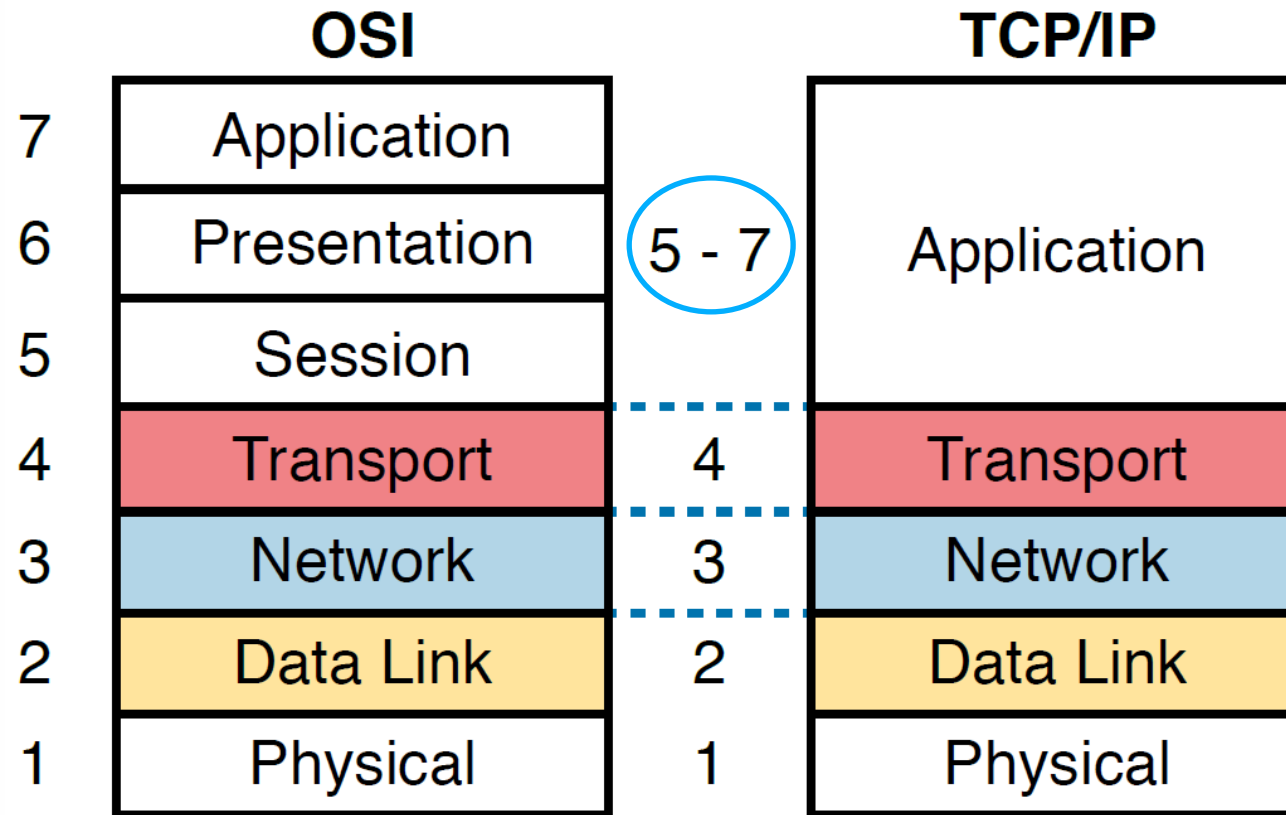 OSI TCP/IP
7 Application
6 Presentation 5 - 7 Application
5 Session
4 Transport 4 Transport
3 Network 3 Network
2 Data Link 2 Data Link
1 Physical 1 Physical